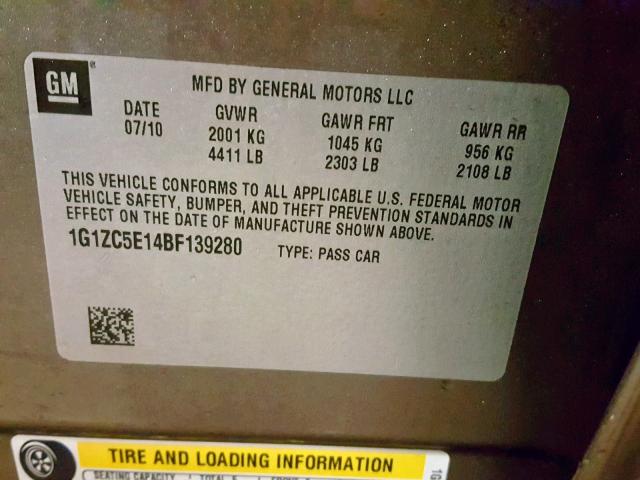 GM
MFD BY GENERAL MOTORS LLC
DATE GVWR GAWR FRT GAWR RR
07/10 2001 KG 1045 KG 956 KG
4411 LB 2303 LB 2108 LB
THIS VEHICLE CONFORMS TO ALL APPLICABLE U.S. FEDERAL MOTOR
VEHICLE SAFETY, BUMPER, AND THEFT PREVENTION STANDARDS IN
EFFECT ON THE DATE OF MANUFACTURE SHOWN ABOVE.
1G1ZC5E14BF139280 TYPE: PASS CAR
TIRE AND LOADING INFORMATION
SEATING CAPACITY TOTAL